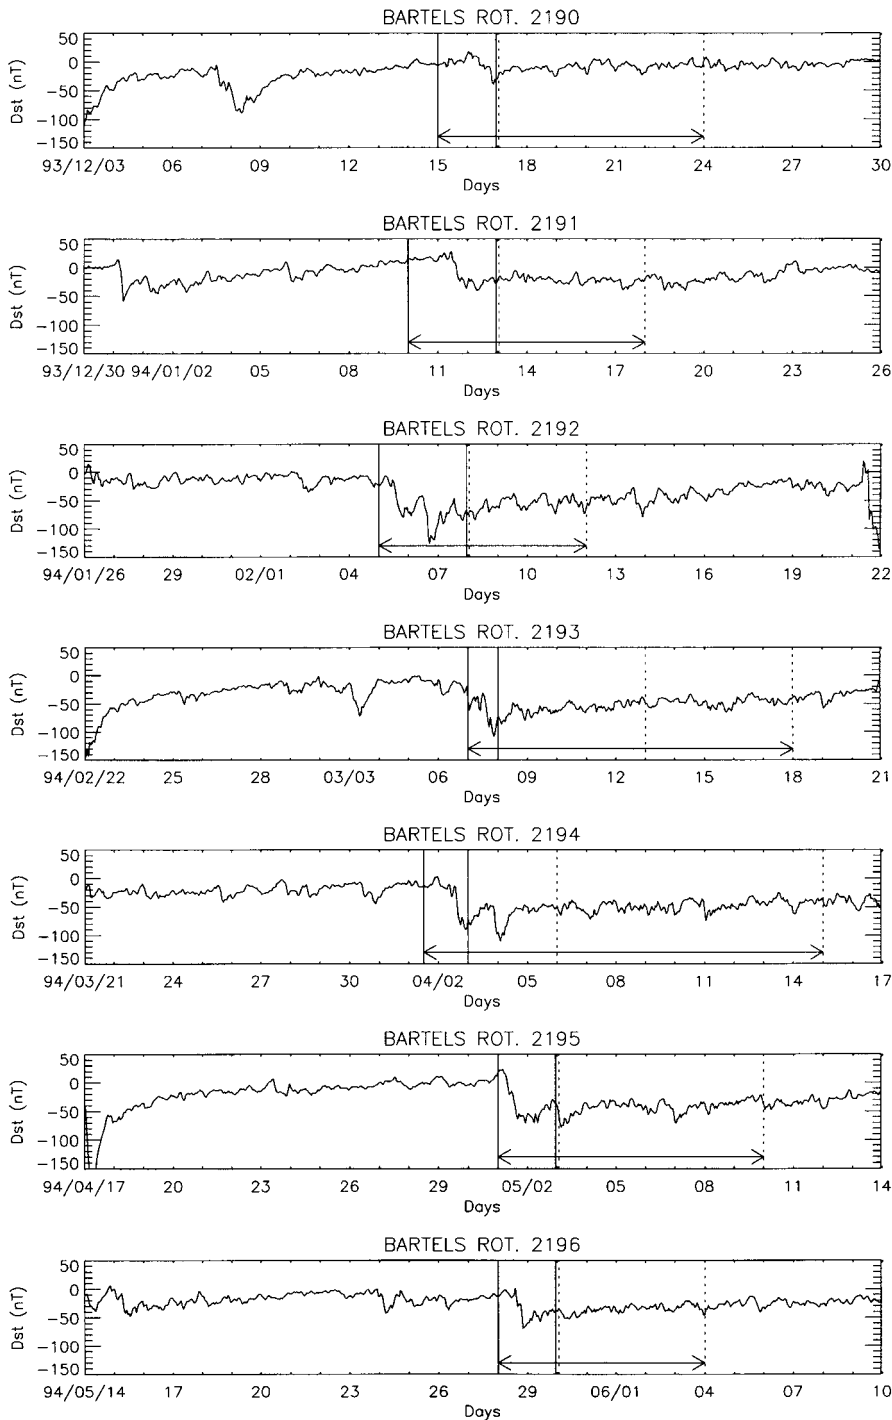 BARTELS ROT. 2190
50
0
-50
-100
-150
Dst (nT)
93/12/03 06 09 12 15 18 21 24 27 30
Days
BARTELS ROT. 2191
50
0
-50
-100
-150
Dst (nT)
93/12/30 94/01/02 05 08 11 14 17 20 23 26
Days
BARTELS ROT. 2192
50
0
-50
-100
-150
Dst (nT)
94/01/26 29 02/01 04 07 10 13 16 19 22
Days
BARTELS ROT. 2193
50
0
-50
-100
-150
Dst (nT)
94/02/22 25 28 03/03 06 09 12 15 18 21
Days
BARTELS ROT. 2194
50
0
-50
-100
-150
Dst (nT)
94/03/21 24 27 30 04/02 05 08 11 14 17
Days
BARTELS ROT. 2195
50
0
-50
-100
-150
Dst (nT)
94/04/17 20 23 26 29 05/02 05 08 11 14
Days
BARTELS ROT. 2196
50
0
-50
-100
-150
Dst (nT)
94/05/14 17 20 23 26 29 06/01 04 07 10
Days